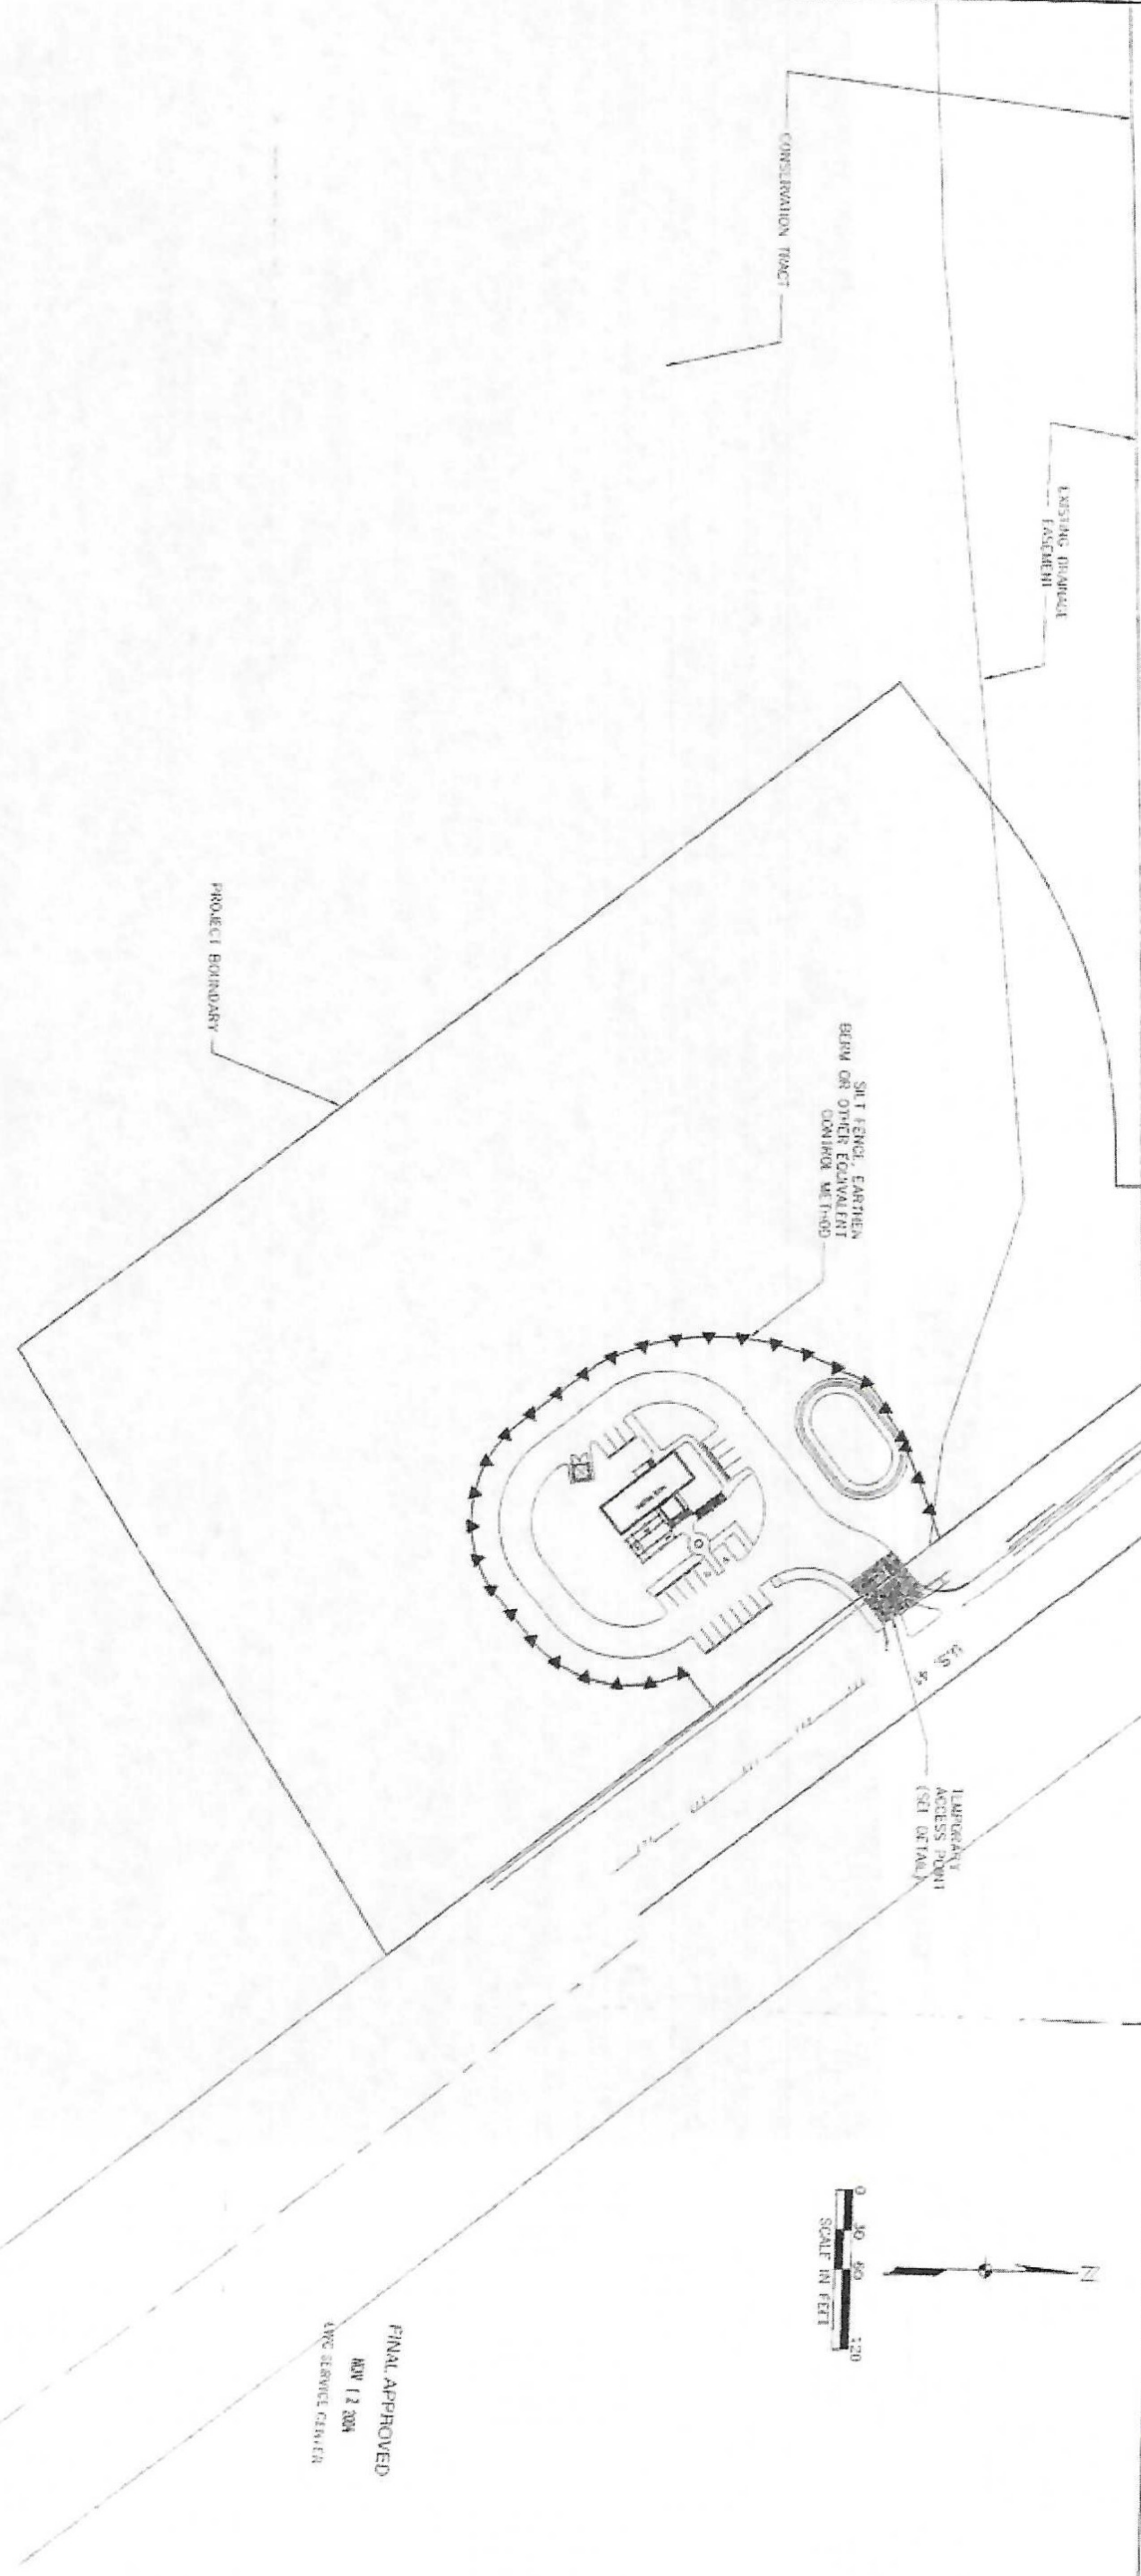 CONSERVATION TRACT
EXISTING DRAINAGE
EASEMENT
PROJECT BOUNDARY
SILT FENCE, EARTHEN
BERM OR OTHER EQUIVALENT
CONTROL METHOD
TEMPORARY
ACCESS POINT
(SEE DETAIL)
N
0 30 60 120
SCALE IN FEET
FINAL APPROVED
NOV 12 2004
LWC SERVICE CENTER